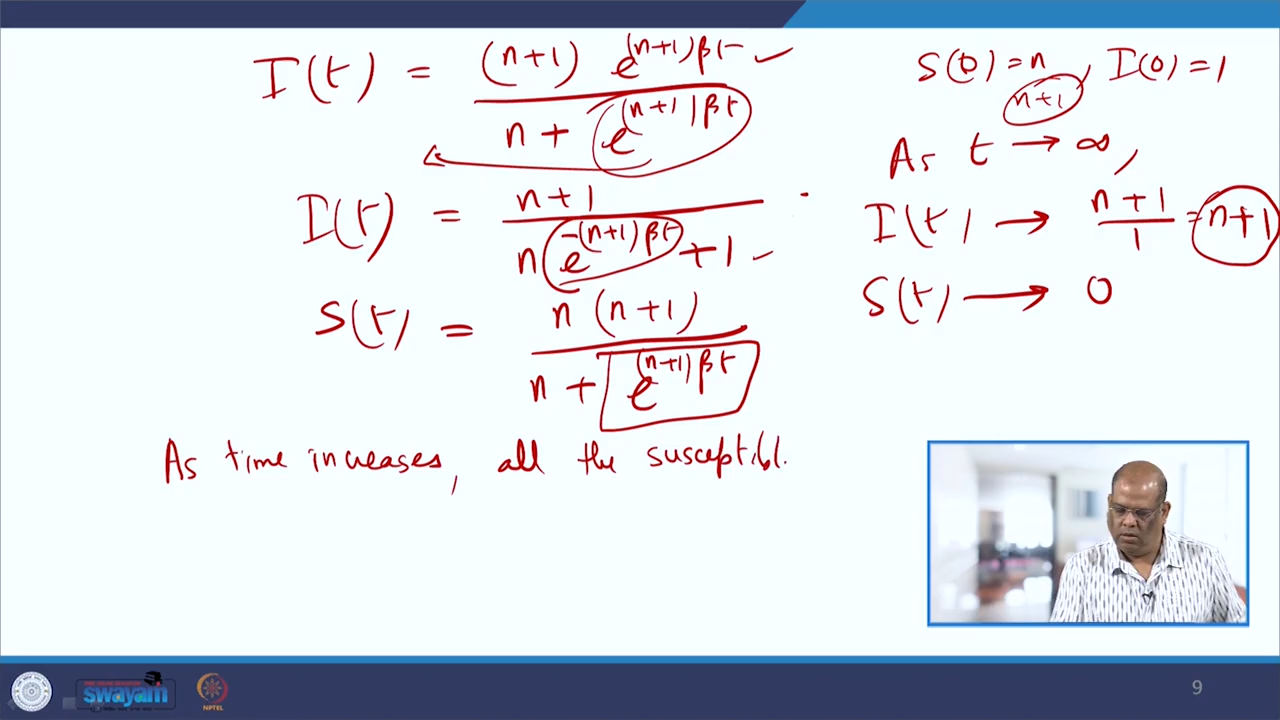 I(t) = (n+1) e^{(n+1)βt} / (n + e^{(n+1)βt})
I(t) = (n+1) / (n e^{-(n+1)βt} + 1)
S(t) = n(n+1) / (n + e^{(n+1)βt})
As time increases, all the susceptibl.
S(0) = n, I(0) = 1
n+1
As t → ∞,
I(t) → (n+1)/1 = n+1
S(t) → 0
swayam
NPTEL
9